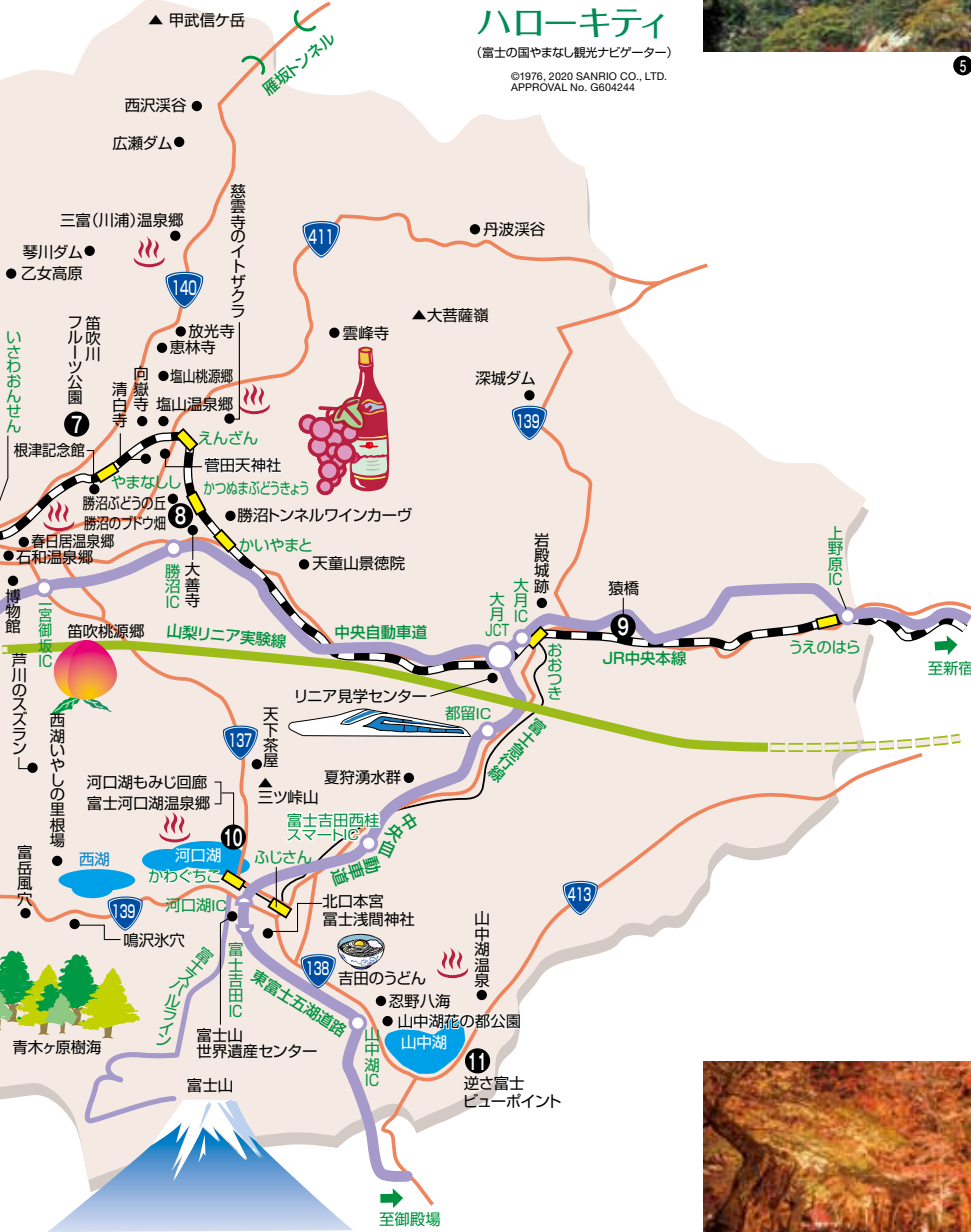 ▲ 甲武信ケ岳
雁坂トンネル
ハローキティ
(富士の国やまなし観光ナビゲーター)
©1976, 2020 SANRIO CO., LTD.
APPROVAL No. G604244
5
西沢渓谷
広瀬ダム
三富(川浦)温泉郷
琴川ダム
乙女高原
140
慈雲寺のイトザクラ
411
丹波渓谷
▲大菩薩嶺
雲峰寺
深城ダム
139
いさわおんせん
笛吹川
フルーツ公園
7
放光寺
恵林寺
塩山桃源郷
向嶽寺
清白寺
塩山温泉郷
根津記念館
えんざん
やまなしし
菅田天神社
かつぬまぶどうきょう
勝沼ぶどうの丘
勝沼のブドウ畑
8
勝沼トンネルワインカーヴ
かいやまと
天童山景徳院
春日居温泉郷
石和温泉郷
博物館
一宮御坂IC
勝沼IC
大善寺
笛吹桃源郷
山梨リニア実験線
中央自動車道
岩殿城跡
大月IC
大月
JCT
猿橋
9
上野原IC
おおつき
JR中央本線
うえのはら
至新宿
リニア見学センター
都留IC
富士急行線
芦川のスズラン
西湖いやしの里根場
137
天下茶屋
▲
三ツ峠山
夏狩湧水群
河口湖もみじ回廊
富士河口湖温泉郷
10
富士吉田西桂
スマートIC
中央自動車道
富岳風穴
西湖
河口湖
かわぐちこ
ふじさん
139
河口湖IC
鳴沢氷穴
北口本宮
富士浅間神社
413
富士スバルライン
富士吉田IC
138
吉田のうどん
山中湖温泉
忍野八海
山中湖花の都公園
東富士五湖道路
山中湖
山中湖IC
青木ヶ原樹海
富士山
世界遺産センター
11
逆さ富士
ビューポイント
富士山
至御殿場